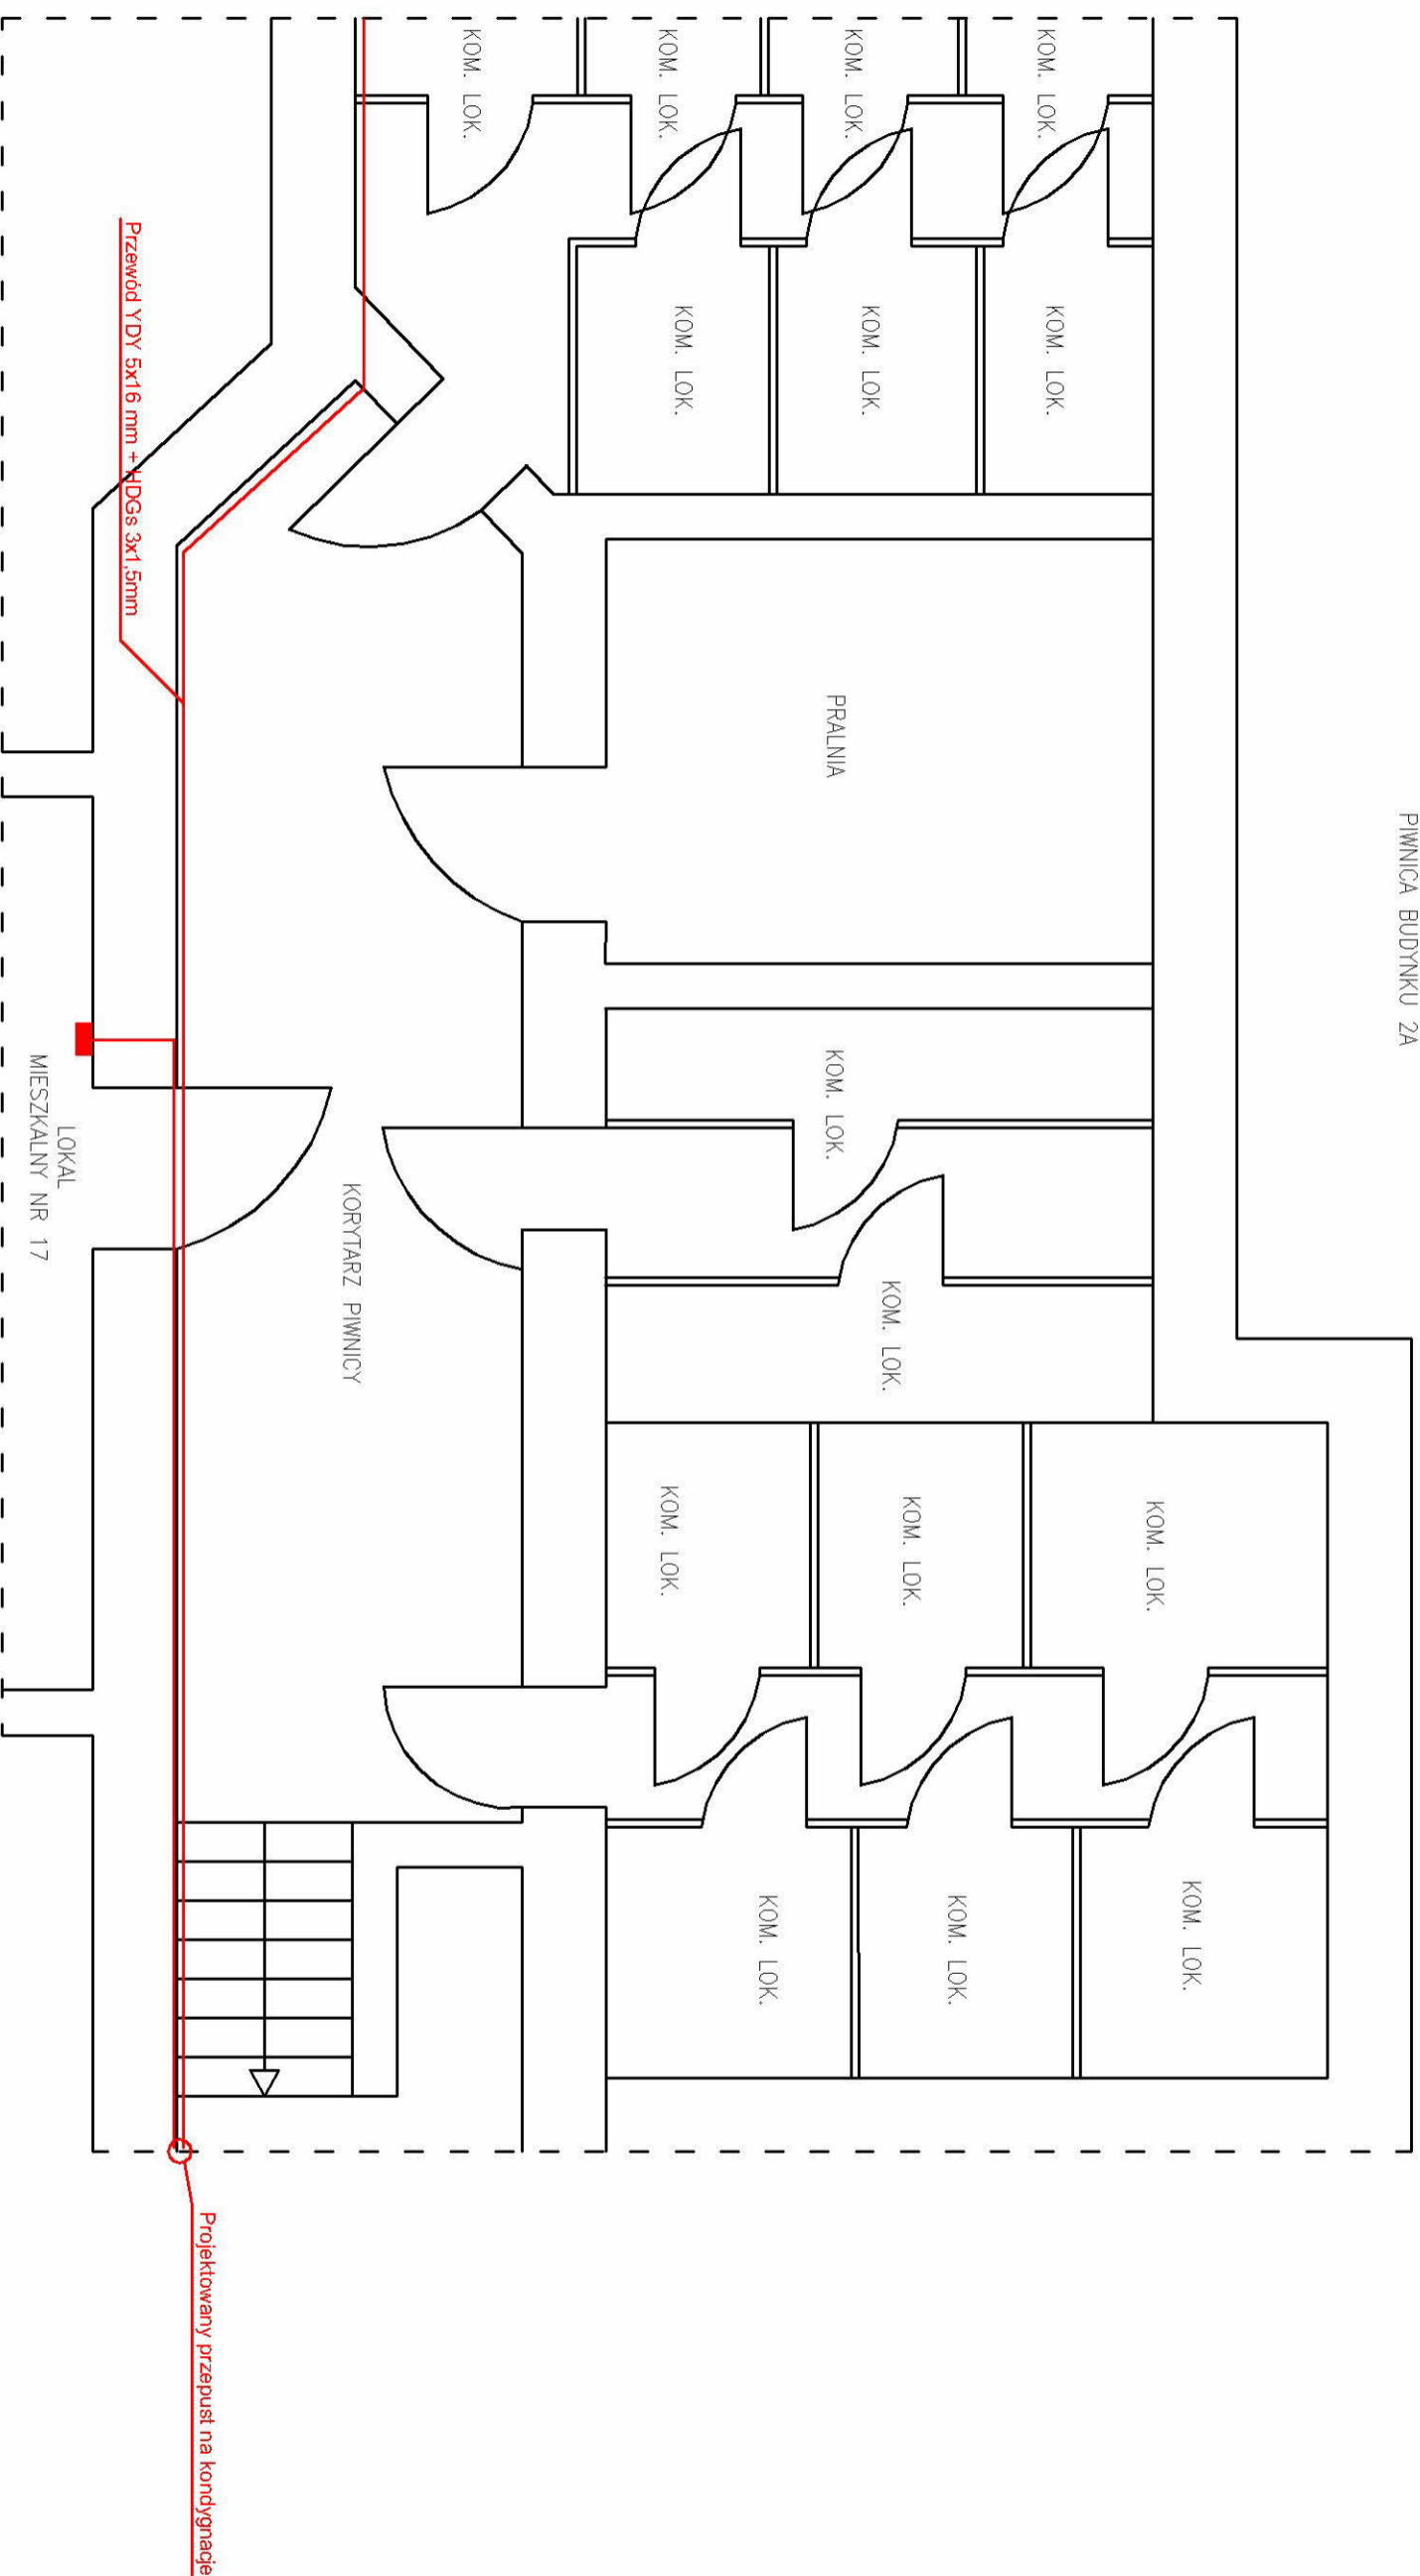 PIWNICA BUDYNKU 2A
KOM. LOK.
KOM. LOK.
KOM. LOK.
KOM. LOK.
KOM. LOK.
KOM. LOK.
KOM. LOK.
KOM. LOK.
KOM. LOK.
PRALNIA
KOM. LOK.
KOM. LOK.
KOM. LOK.
KOM. LOK.
KOM. LOK.
KOM. LOK.
KORYTARZ PIWNICY
Projektowany przepust na kondygnacje
Przewód YDY 5x16 mm + HDGs 3x1,5mm
LOKAL
MIESZKALNY NR 17